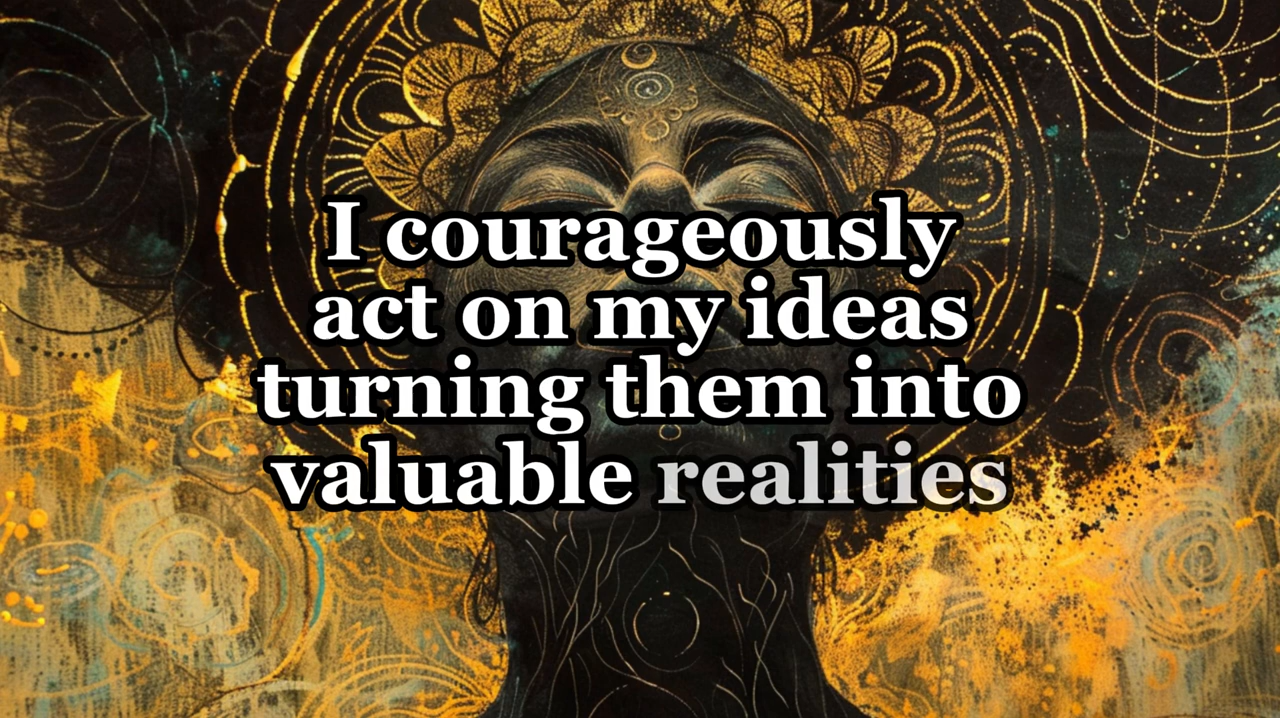 I courageously
act on my ideas
turning them into
valuable realities